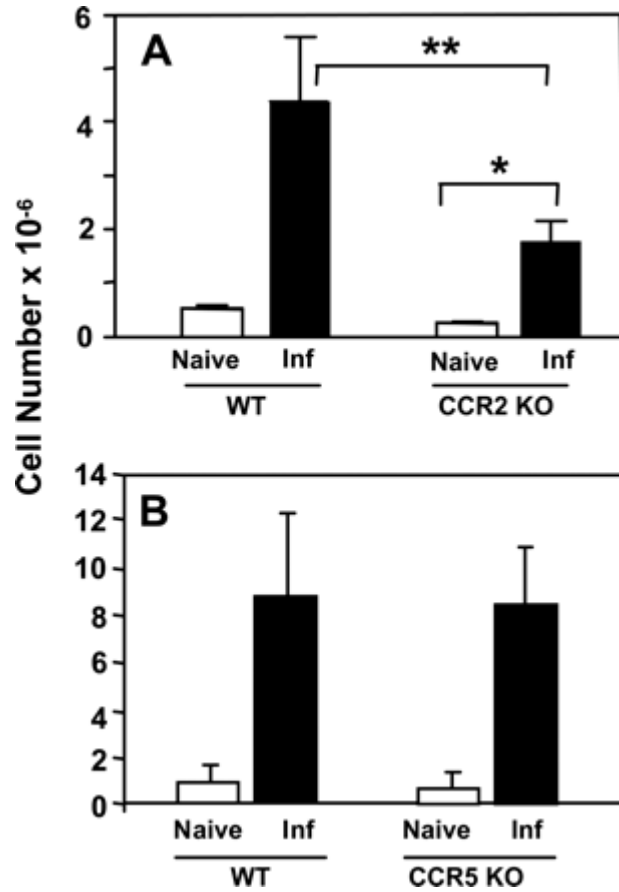 6
A
**
4
*
2
0
Naive Inf Naive Inf
WT CCR2 KO
Cell Number x 10-6
14
B
12
10
8
6
4
2
0
Naive Inf Naive Inf
WT CCR5 KO